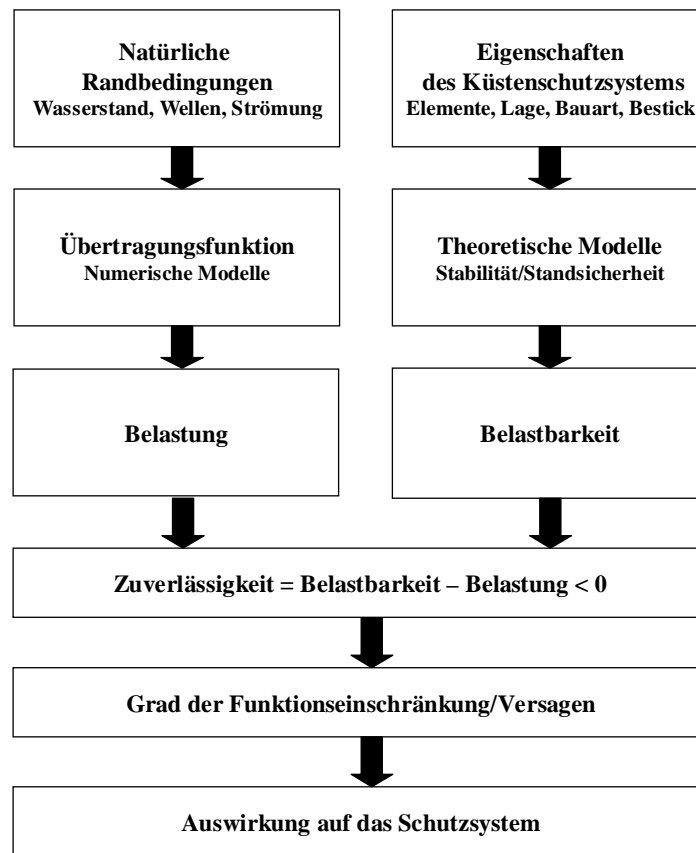 Natürliche
Randbedingungen
Wasserstand, Wellen, Strömung
Eigenschaften
des Küstenschutzsystems
Elemente, Lage, Bauart, Bestick
Übertragungsfunktion
Numerische Modelle
Theoretische Modelle
Stabilität/Standsicherheit
Belastung
Belastbarkeit
Zuverlässigkeit = Belastbarkeit – Belastung < 0
Grad der Funktionseinschränkung/Versagen
Auswirkung auf das Schutzsystem